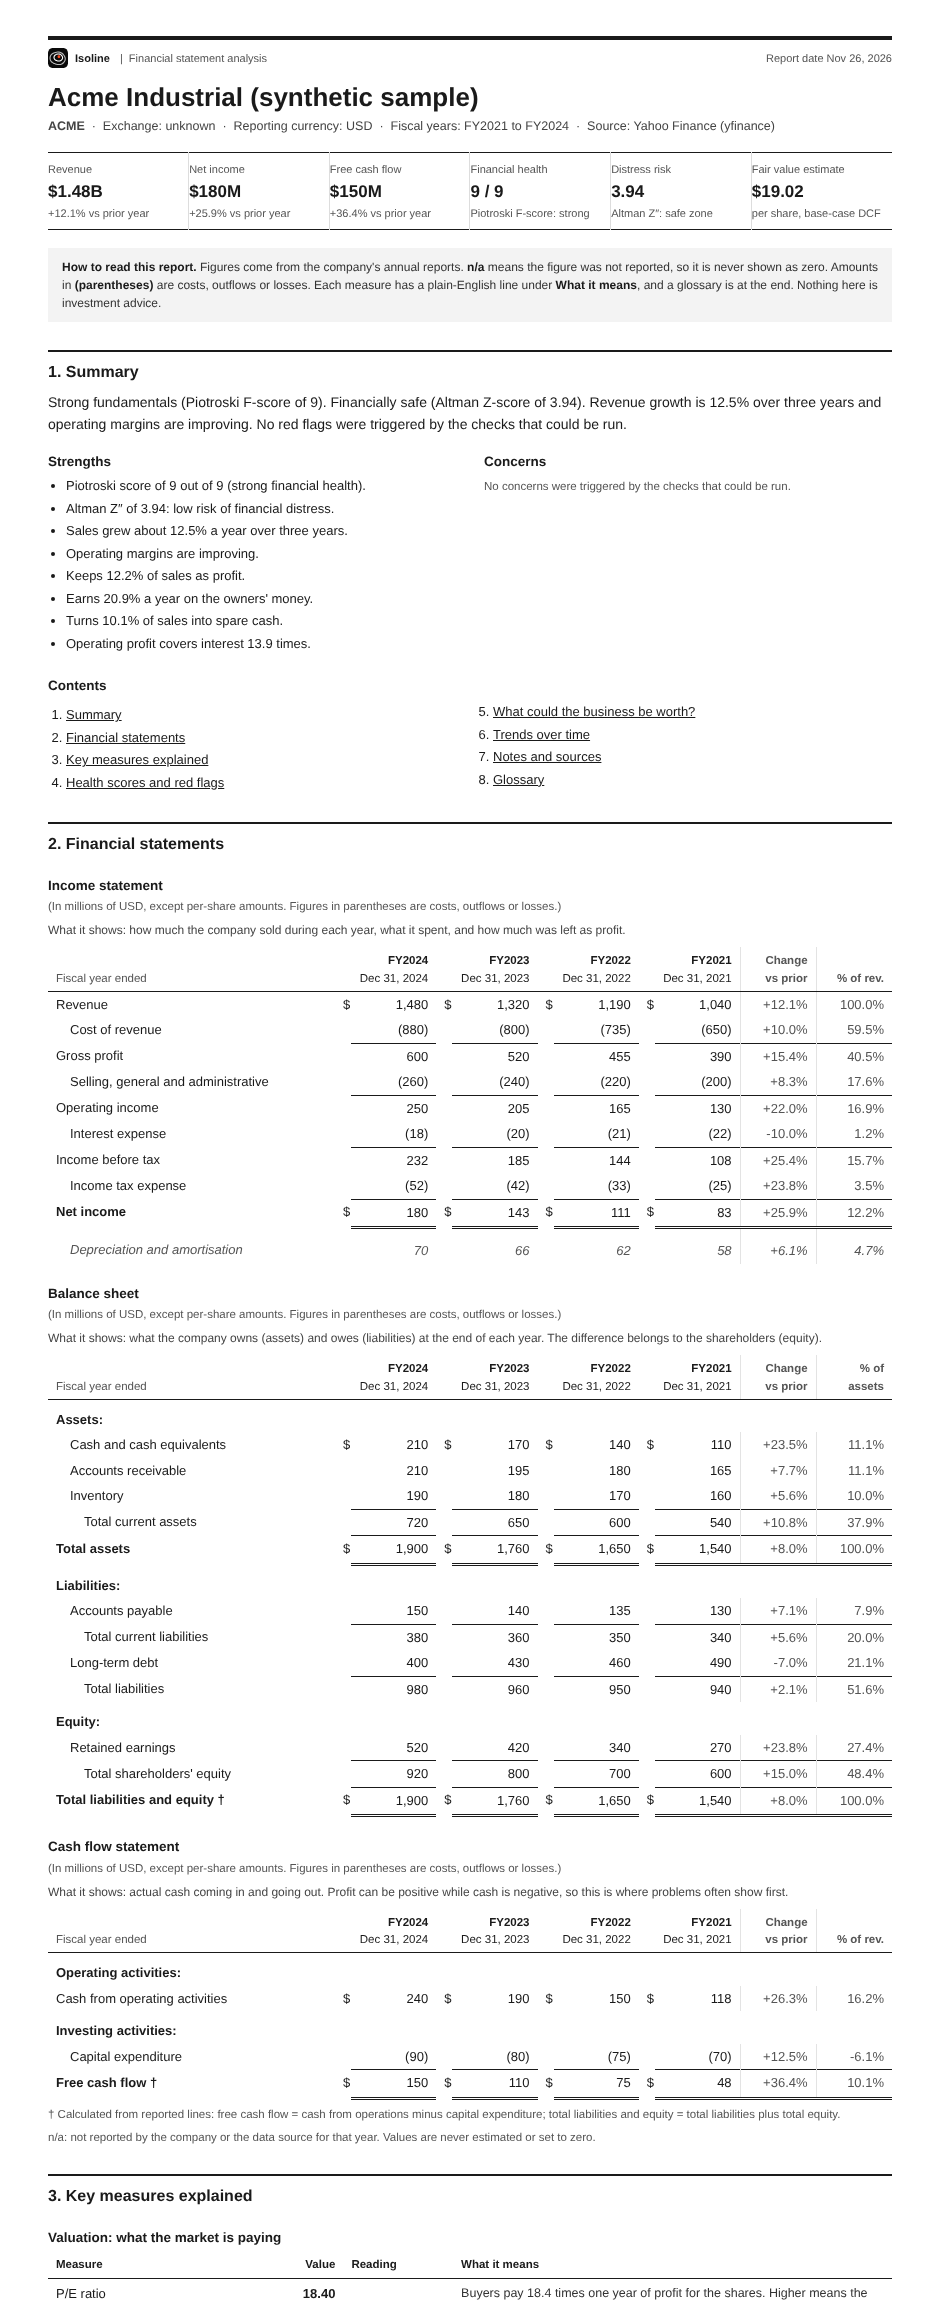 Isoline | Financial statement analysis Report date Nov 26, 2026
Acme Industrial (synthetic sample)
ACME · Exchange: unknown · Reporting currency: USD · Fiscal years: FY2021 to FY2024 · Source: Yahoo Finance (yfinance)
Revenue Net income Free cash flow Financial health Distress risk Fair value estimate
$1.48B $180M $150M 9 / 9 3.94 $19.02
+12.1% vs prior year +25.9% vs prior year +36.4% vs prior year Piotroski F-score: strong Altman Z″: safe zone per share, base-case DCF
How to read this report. Figures come from the company's annual reports. n/a means the figure was not reported, so it is never shown as zero. Amounts
in (parentheses) are costs, outflows or losses. Each measure has a plain-English line under What it means, and a glossary is at the end. Nothing here is
investment advice.
1. Summary
Strong fundamentals (Piotroski F-score of 9). Financially safe (Altman Z-score of 3.94). Revenue growth is 12.5% over three years and
operating margins are improving. No red flags were triggered by the checks that could be run.
Strengths
• Piotroski score of 9 out of 9 (strong financial health).
• Altman Z″ of 3.94: low risk of financial distress.
• Sales grew about 12.5% a year over three years.
• Operating margins are improving.
• Keeps 12.2% of sales as profit.
• Earns 20.9% a year on the owners' money.
• Turns 10.1% of sales into spare cash.
• Operating profit covers interest 13.9 times.
Concerns
No concerns were triggered by the checks that could be run.
Contents
1. Summary
2. Financial statements
3. Key measures explained
4. Health scores and red flags
5. What could the business be worth?
6. Trends over time
7. Notes and sources
8. Glossary
2. Financial statements
Income statement
(In millions of USD, except per-share amounts. Figures in parentheses are costs, outflows or losses.)
What it shows: how much the company sold during each year, what it spent, and how much was left as profit.
FY2024 FY2023 FY2022 FY2021 Change
Fiscal year ended Dec 31, 2024 Dec 31, 2023 Dec 31, 2022 Dec 31, 2021 vs prior % of rev.
Revenue $ 1,480 $ 1,320 $ 1,190 $ 1,040 +12.1% 100.0%
Cost of revenue (880) (800) (735) (650) +10.0% 59.5%
Gross profit 600 520 455 390 +15.4% 40.5%
Selling, general and administrative (260) (240) (220) (200) +8.3% 17.6%
Operating income 250 205 165 130 +22.0% 16.9%
Interest expense (18) (20) (21) (22) -10.0% 1.2%
Income before tax 232 185 144 108 +25.4% 15.7%
Income tax expense (52) (42) (33) (25) +23.8% 3.5%
Net income $ 180 $ 143 $ 111 $ 83 +25.9% 12.2%
Depreciation and amortisation 70 66 62 58 +6.1% 4.7%
Balance sheet
(In millions of USD, except per-share amounts. Figures in parentheses are costs, outflows or losses.)
What it shows: what the company owns (assets) and owes (liabilities) at the end of each year. The difference belongs to the shareholders (equity).
FY2024 FY2023 FY2022 FY2021 Change % of
Fiscal year ended Dec 31, 2024 Dec 31, 2023 Dec 31, 2022 Dec 31, 2021 vs prior assets
Assets:
Cash and cash equivalents $ 210 $ 170 $ 140 $ 110 +23.5% 11.1%
Accounts receivable 210 195 180 165 +7.7% 11.1%
Inventory 190 180 170 160 +5.6% 10.0%
Total current assets 720 650 600 540 +10.8% 37.9%
Total assets $ 1,900 $ 1,760 $ 1,650 $ 1,540 +8.0% 100.0%
Liabilities:
Accounts payable 150 140 135 130 +7.1% 7.9%
Total current liabilities 380 360 350 340 +5.6% 20.0%
Long-term debt 400 430 460 490 -7.0% 21.1%
Total liabilities 980 960 950 940 +2.1% 51.6%
Equity:
Retained earnings 520 420 340 270 +23.8% 27.4%
Total shareholders' equity 920 800 700 600 +15.0% 48.4%
Total liabilities and equity † $ 1,900 $ 1,760 $ 1,650 $ 1,540 +8.0% 100.0%
Cash flow statement
(In millions of USD, except per-share amounts. Figures in parentheses are costs, outflows or losses.)
What it shows: actual cash coming in and going out. Profit can be positive while cash is negative, so this is where problems often show first.
FY2024 FY2023 FY2022 FY2021 Change
Fiscal year ended Dec 31, 2024 Dec 31, 2023 Dec 31, 2022 Dec 31, 2021 vs prior % of rev.
Operating activities:
Cash from operating activities $ 240 $ 190 $ 150 $ 118 +26.3% 16.2%
Investing activities:
Capital expenditure (90) (80) (75) (70) +12.5% -6.1%
Free cash flow † $ 150 $ 110 $ 75 $ 48 +36.4% 10.1%
† Calculated from reported lines: free cash flow = cash from operations minus capital expenditure; total liabilities and equity = total liabilities plus total equity.
n/a: not reported by the company or the data source for that year. Values are never estimated or set to zero.
3. Key measures explained
Valuation: what the market is paying
Measure Value Reading What it means
P/E ratio 18.40 Buyers pay 18.4 times one year of profit for the shares. Higher means the